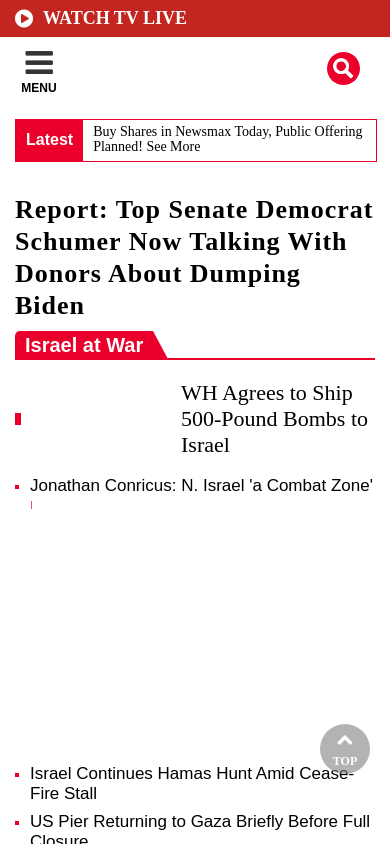 WATCH TV LIVE
MENU
Latest
Buy Shares in Newsmax Today, Public Offering
Planned! See More
Report: Top Senate Democrat
Schumer Now Talking With
Donors About Dumping
Biden
Israel at War
WH Agrees to Ship
500-Pound Bombs to
Israel
Jonathan Conricus: N. Israel 'a Combat Zone'
|
TOP
Israel Continues Hamas Hunt Amid Cease-
Fire Stall
US Pier Returning to Gaza Briefly Before Full
Closure